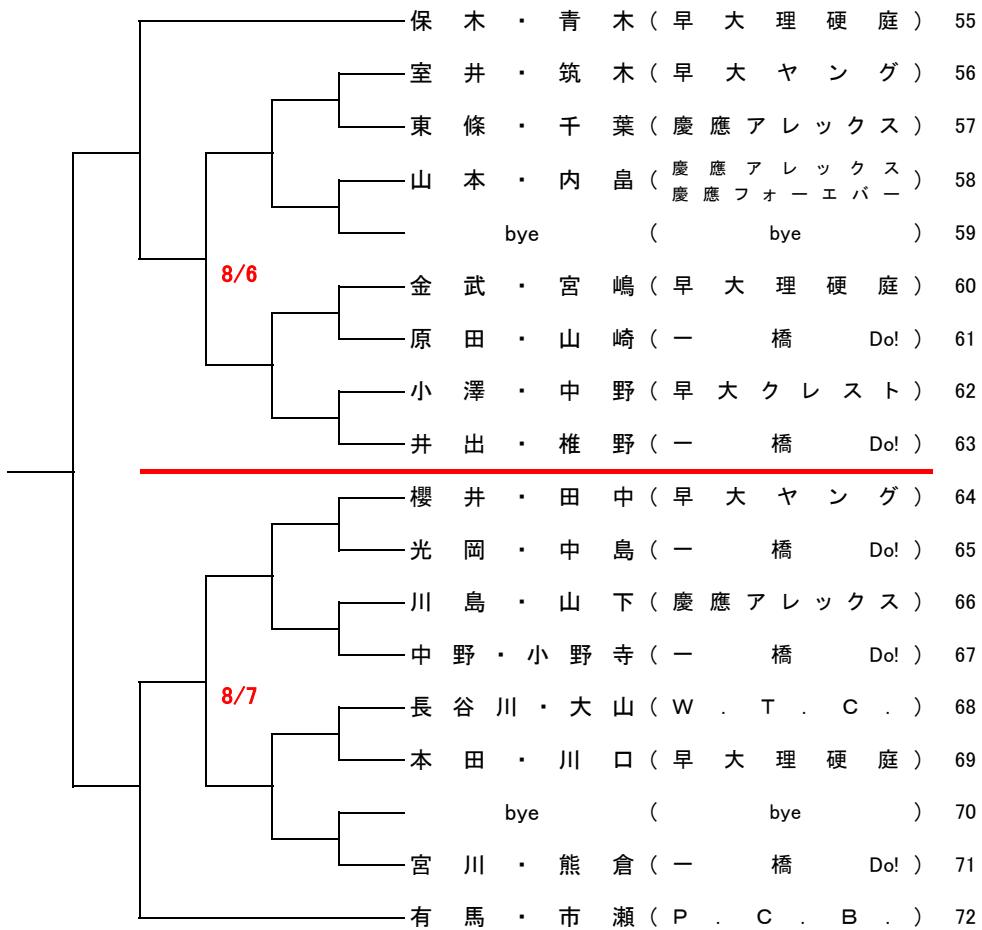 保木・青木(早大理硬庭) 55
室井・筑木(早大ヤング) 56
東條・千葉(慶應アレックス) 57
山本・内畠(慶應アレックス 慶應フォーエバー) 58
bye ( bye ) 59
8/6
金武・宮嶋(早大理硬庭) 60
原田・山崎(一橋Do!) 61
小澤・中野(早大クレスト) 62
井出・椎野(一橋Do!) 63
櫻井・田中(早大ヤング) 64
光岡・中島(一橋Do!) 65
川島・山下(慶應アレックス) 66
中野・小野寺(一橋Do!) 67
8/7
長谷川・大山(W.T.C.) 68
本田・川口(早大理硬庭) 69
bye ( bye ) 70
宮川・熊倉(一橋Do!) 71
有馬・市瀬(P.C.B.) 72